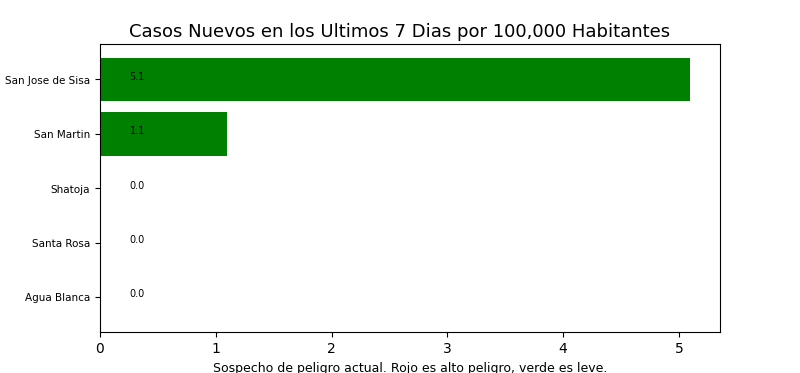 Casos Nuevos en los Ultimos 7 Dias por 100,000 Habitantes
San Jose de Sisa 5.1
San Martin 1.1
Shatoja 0.0
Santa Rosa 0.0
Agua Blanca 0.0
0 1 2 3 4 5
Sospecho de peligro actual. Rojo es alto peligro, verde es leve.